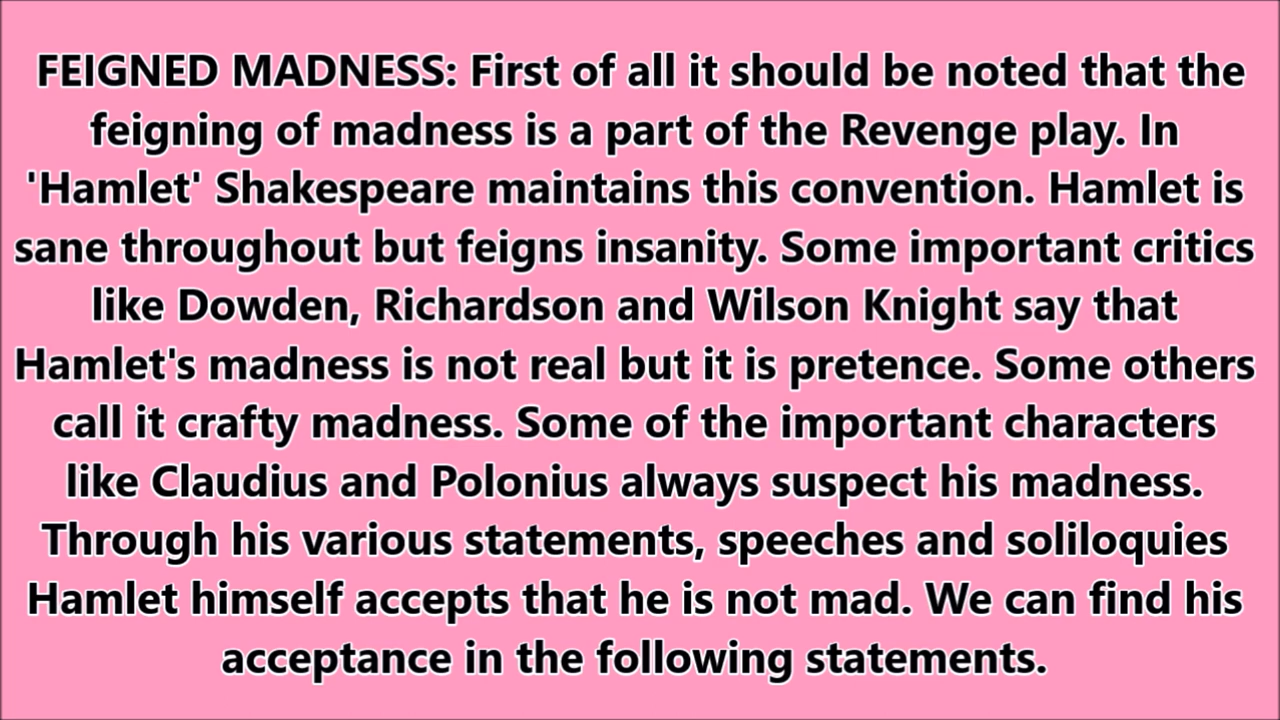 FEIGNED MADNESS: First of all it should be noted that the
feigning of madness is a part of the Revenge play. In
'Hamlet' Shakespeare maintains this convention. Hamlet is
sane throughout but feigns insanity. Some important critics
like Dowden, Richardson and Wilson Knight say that
Hamlet's madness is not real but it is pretence. Some others
call it crafty madness. Some of the important characters
like Claudius and Polonius always suspect his madness.
Through his various statements, speeches and soliloquies
Hamlet himself accepts that he is not mad. We can find his
acceptance in the following statements.